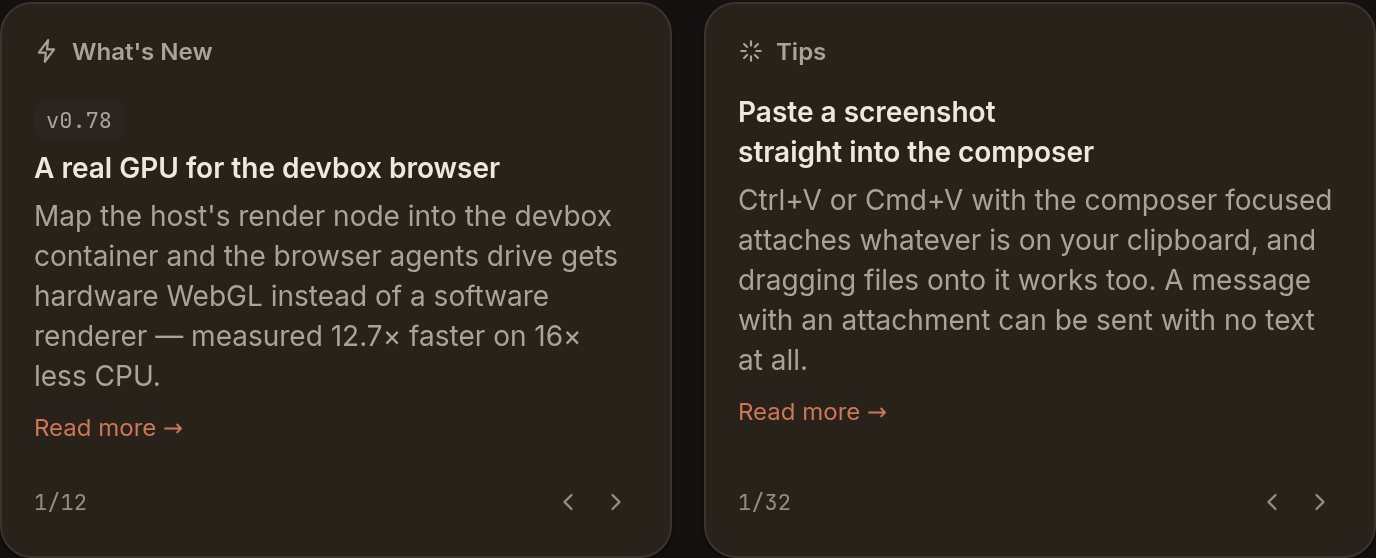 What's New
v0.78
A real GPU for the devbox browser
Map the host's render node into the devbox
container and the browser agents drive gets
hardware WebGL instead of a software
renderer — measured 12.7× faster on 16×
less CPU.
Read more →
1/12
Tips
Paste a screenshot
straight into the composer
Ctrl+V or Cmd+V with the composer focused
attaches whatever is on your clipboard, and
dragging files onto it works too. A message
with an attachment can be sent with no text
at all.
Read more →
1/32